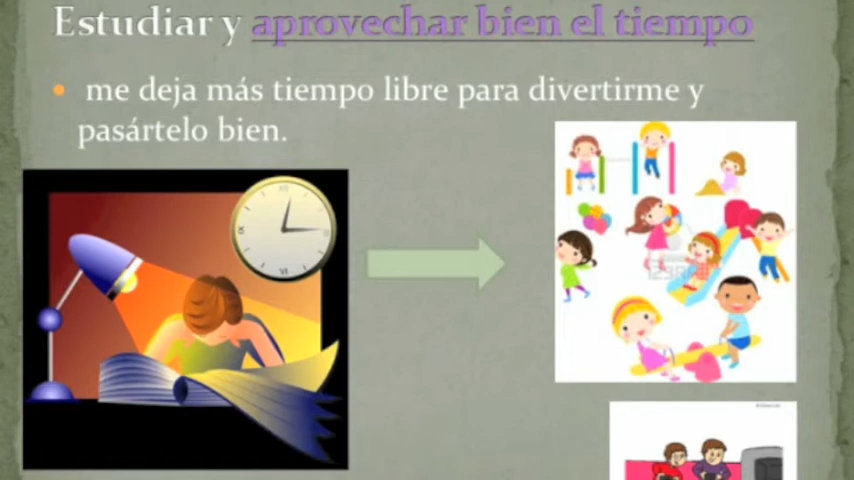 Estudiar y aprovechar bien el tiempo
me deja más tiempo libre para divertirme y
pasártelo bien.